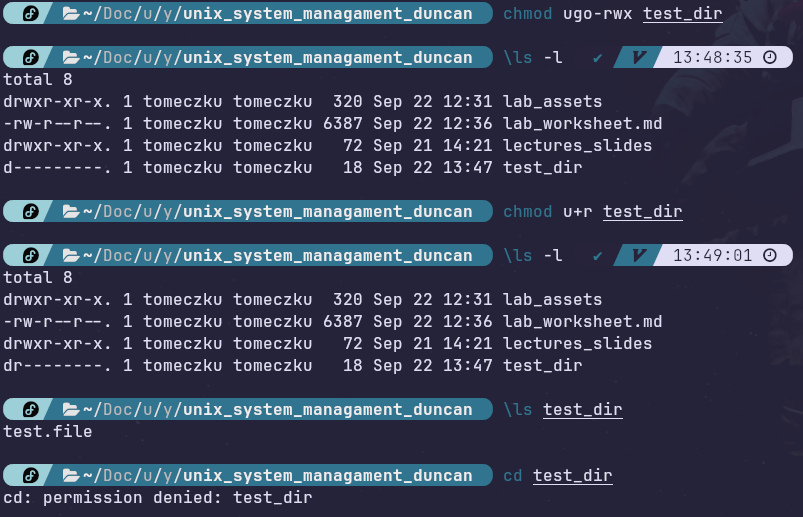 ~/Doc/u/y/unix_system_managament_duncan chmod ugo-rwx test_dir
~/Doc/u/y/unix_system_managament_duncan \ls -l ✔ V 13:48:35
total 8
drwxr-xr-x. 1 tomeczku tomeczku 320 Sep 22 12:31 lab_assets
-rw-r--r--. 1 tomeczku tomeczku 6387 Sep 22 12:36 lab_worksheet.md
drwxr-xr-x. 1 tomeczku tomeczku 72 Sep 21 14:21 lectures_slides
d---------. 1 tomeczku tomeczku 18 Sep 22 13:47 test_dir
~/Doc/u/y/unix_system_managament_duncan chmod u+r test_dir
~/Doc/u/y/unix_system_managament_duncan \ls -l ✔ V 13:49:01
total 8
drwxr-xr-x. 1 tomeczku tomeczku 320 Sep 22 12:31 lab_assets
-rw-r--r--. 1 tomeczku tomeczku 6387 Sep 22 12:36 lab_worksheet.md
drwxr-xr-x. 1 tomeczku tomeczku 72 Sep 21 14:21 lectures_slides
dr--------. 1 tomeczku tomeczku 18 Sep 22 13:47 test_dir
~/Doc/u/y/unix_system_managament_duncan \ls test_dir
test.file
~/Doc/u/y/unix_system_managament_duncan cd test_dir
cd: permission denied: test_dir